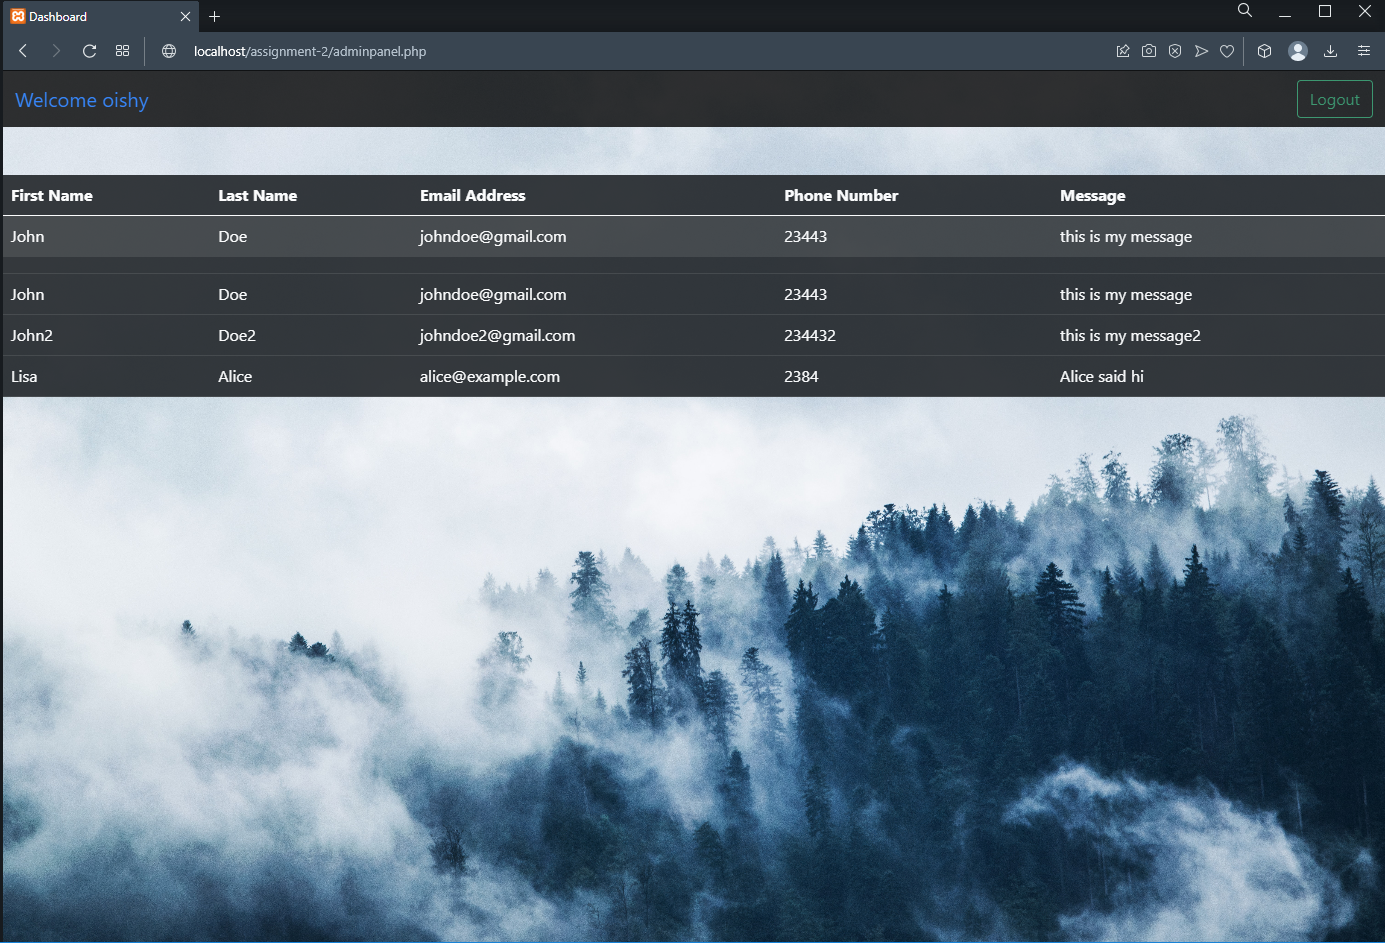 Dashboard
localhost/assignment-2/adminpanel.php
Welcome oishy
Logout
First Name Last Name Email Address Phone Number Message
John Doe johndoe@gmail.com 23443 this is my message
John Doe johndoe@gmail.com 23443 this is my message
John2 Doe2 johndoe2@gmail.com 234432 this is my message2
Lisa Alice alice@example.com 2384 Alice said hi